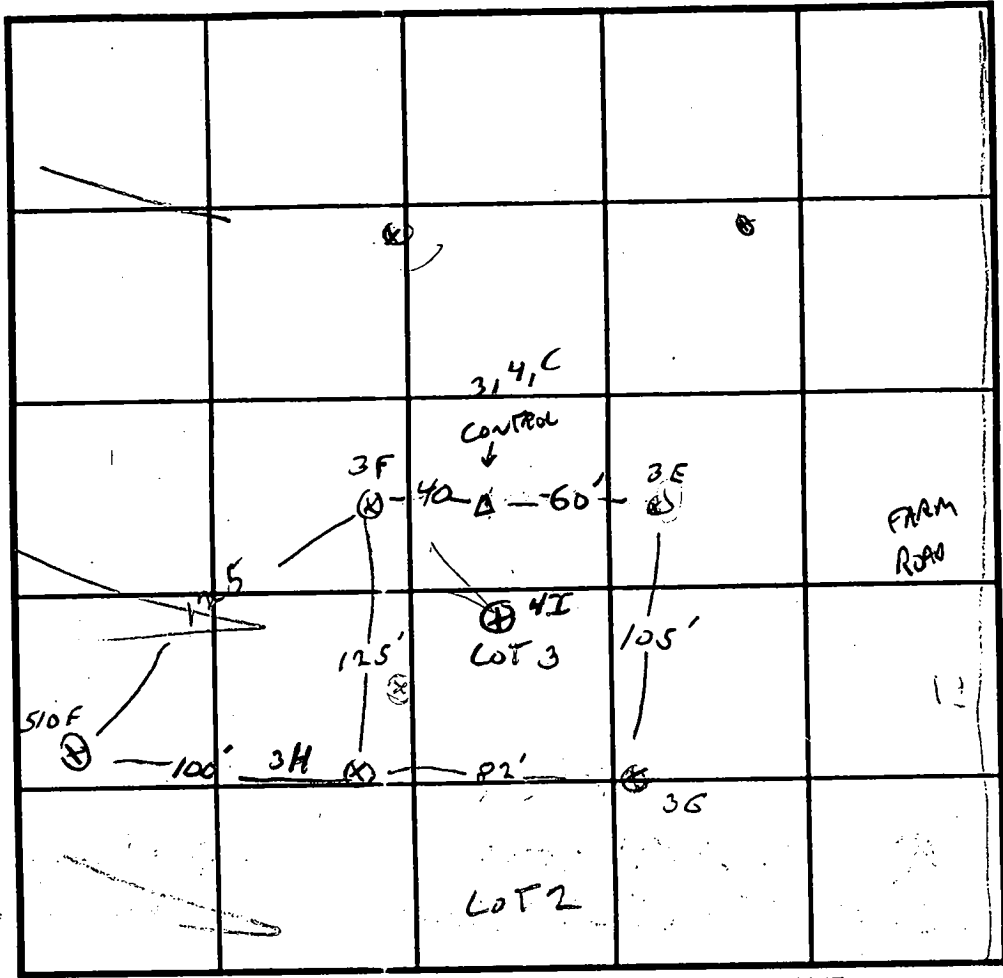 3, 4, C
CONTROL
3F
40
60'
3E
FARM
ROAD
4I
LOT 3
125'
105'
510F
100'
3H
82'
3G
LOT 2